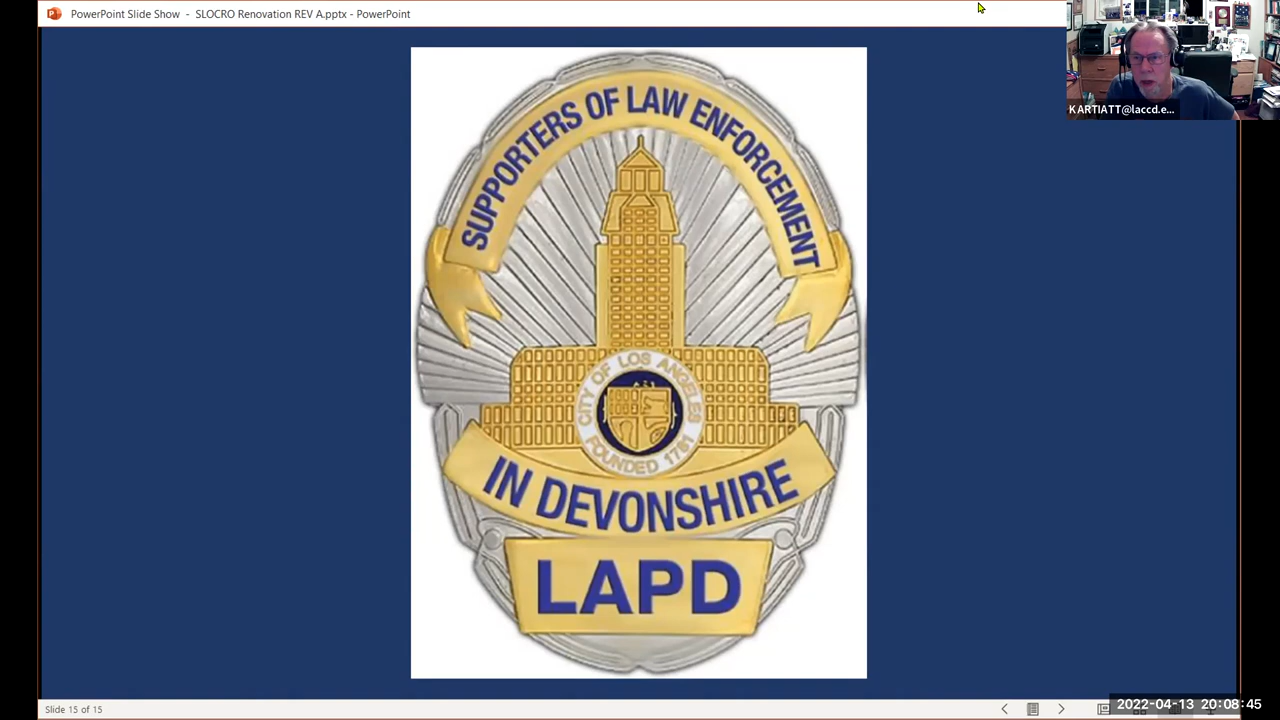 PowerPoint Slide Show - SLOCRO Renovation REV A.pptx - PowerPoint
KARTIATT@laccd.e...
SUPPORTERS OF LAW ENFORCEMENT
CITY OF LOS ANGELES
FOUNDED 1781
IN DEVONSHIRE
LAPD
Slide 15 of 15
2022-04-13 20:08:45